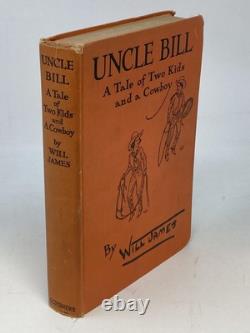 UNCLE
BILL
A Tale
of
Two Kids
and
A Cowboy
by
WILL
JAMES
SCRIBNERS
UNCLE BILL
A Tale of Two Kids
and a Cowboy
By WILL JAMES